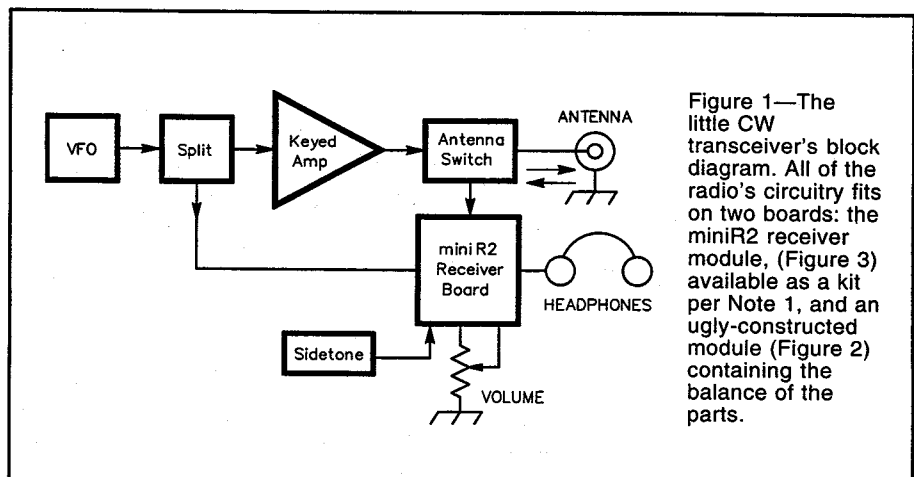 VFO
Split
Keyed
Amp
Antenna
Switch
ANTENNA
miniR2
Receiver
Board
HEADPHONES
Sidetone
VOLUME
Figure 1—The
little CW
transceiver's block
diagram. All of the
radio's circuitry fits
on two boards: the
miniR2 receiver
module, (Figure 3)
available as a kit
per Note 1, and an
ugly-constructed
module (Figure 2)
containing the
balance of the
parts.